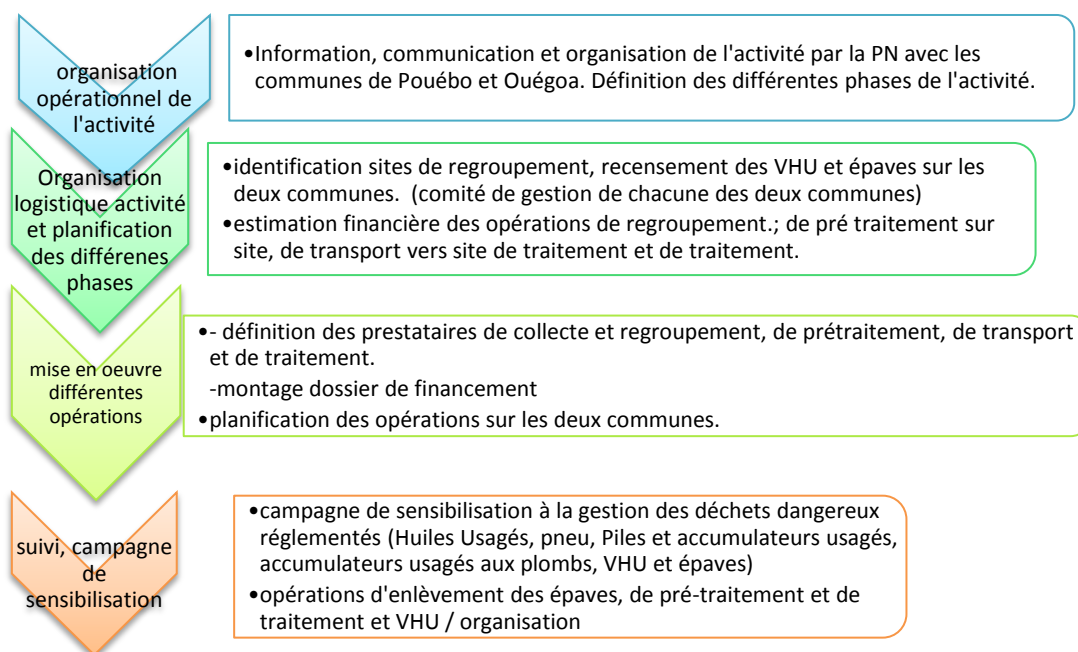 organisation
opérationnel de
l'activité
•Information, communication et organisation de l'activité par la PN avec les
communes de Pouébo et Ouégoa. Définition des différentes phases de l'activité.
Organisation
logistique activité
et planification
des différenes
phases
•identification sites de regroupement, recensement des VHU et épaves sur les
deux communes. (comité de gestion de chacune des deux communes)
•estimation financière des opérations de regroupement.; de pré traitement sur
site, de transport vers site de traitement et de traitement.
mise en oeuvre
différentes
opérations
•- définition des prestataires de collecte et regroupement, de prétraitement, de transport
et de traitement.
-montage dossier de financement
•planification des opérations sur les deux communes.
suivi, campagne
de
sensibilisation
•campagne de sensibilisation à la gestion des déchets dangereux
réglementés (Huiles Usagés, pneu, Piles et accumulateurs usagés,
accumulateurs usagés aux plombs, VHU et épaves)
•opérations d'enlèvement des épaves, de pré-traitement et de
traitement et VHU / organisation